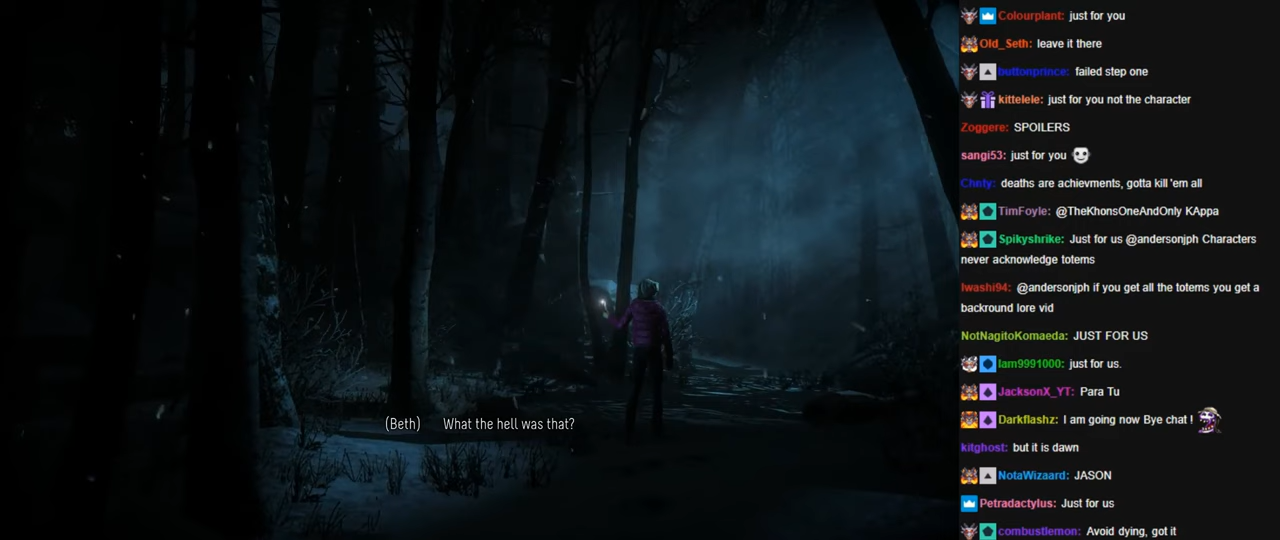 (Beth) What the hell was that?
Colourplant: just for you
Old_Seth: leave it there
buttonprince: failed step one
kittelele: just for you not the character
Zoggere: SPOILERS
sangi53: just for you
Chnty: deaths are achievments, gotta kill 'em all
TimFoyle: @TheKhonsOneAndOnly KAppa
Spikyshrike: Just for us @andersonjph Characters
never acknowledge totems
Iwashi94: @andersonjph if you get all the totems you get a
backround lore vid
NotNagitoKomaeda: JUST FOR US
Iam9991000: just for us.
JacksonX_YT: Para Tu
Darkflashz: I am going now Bye chat !
kitghost: but it is dawn
NotaWizaard: JASON
Petradactylus: Just for us
combustlemon: Avoid dying, got it